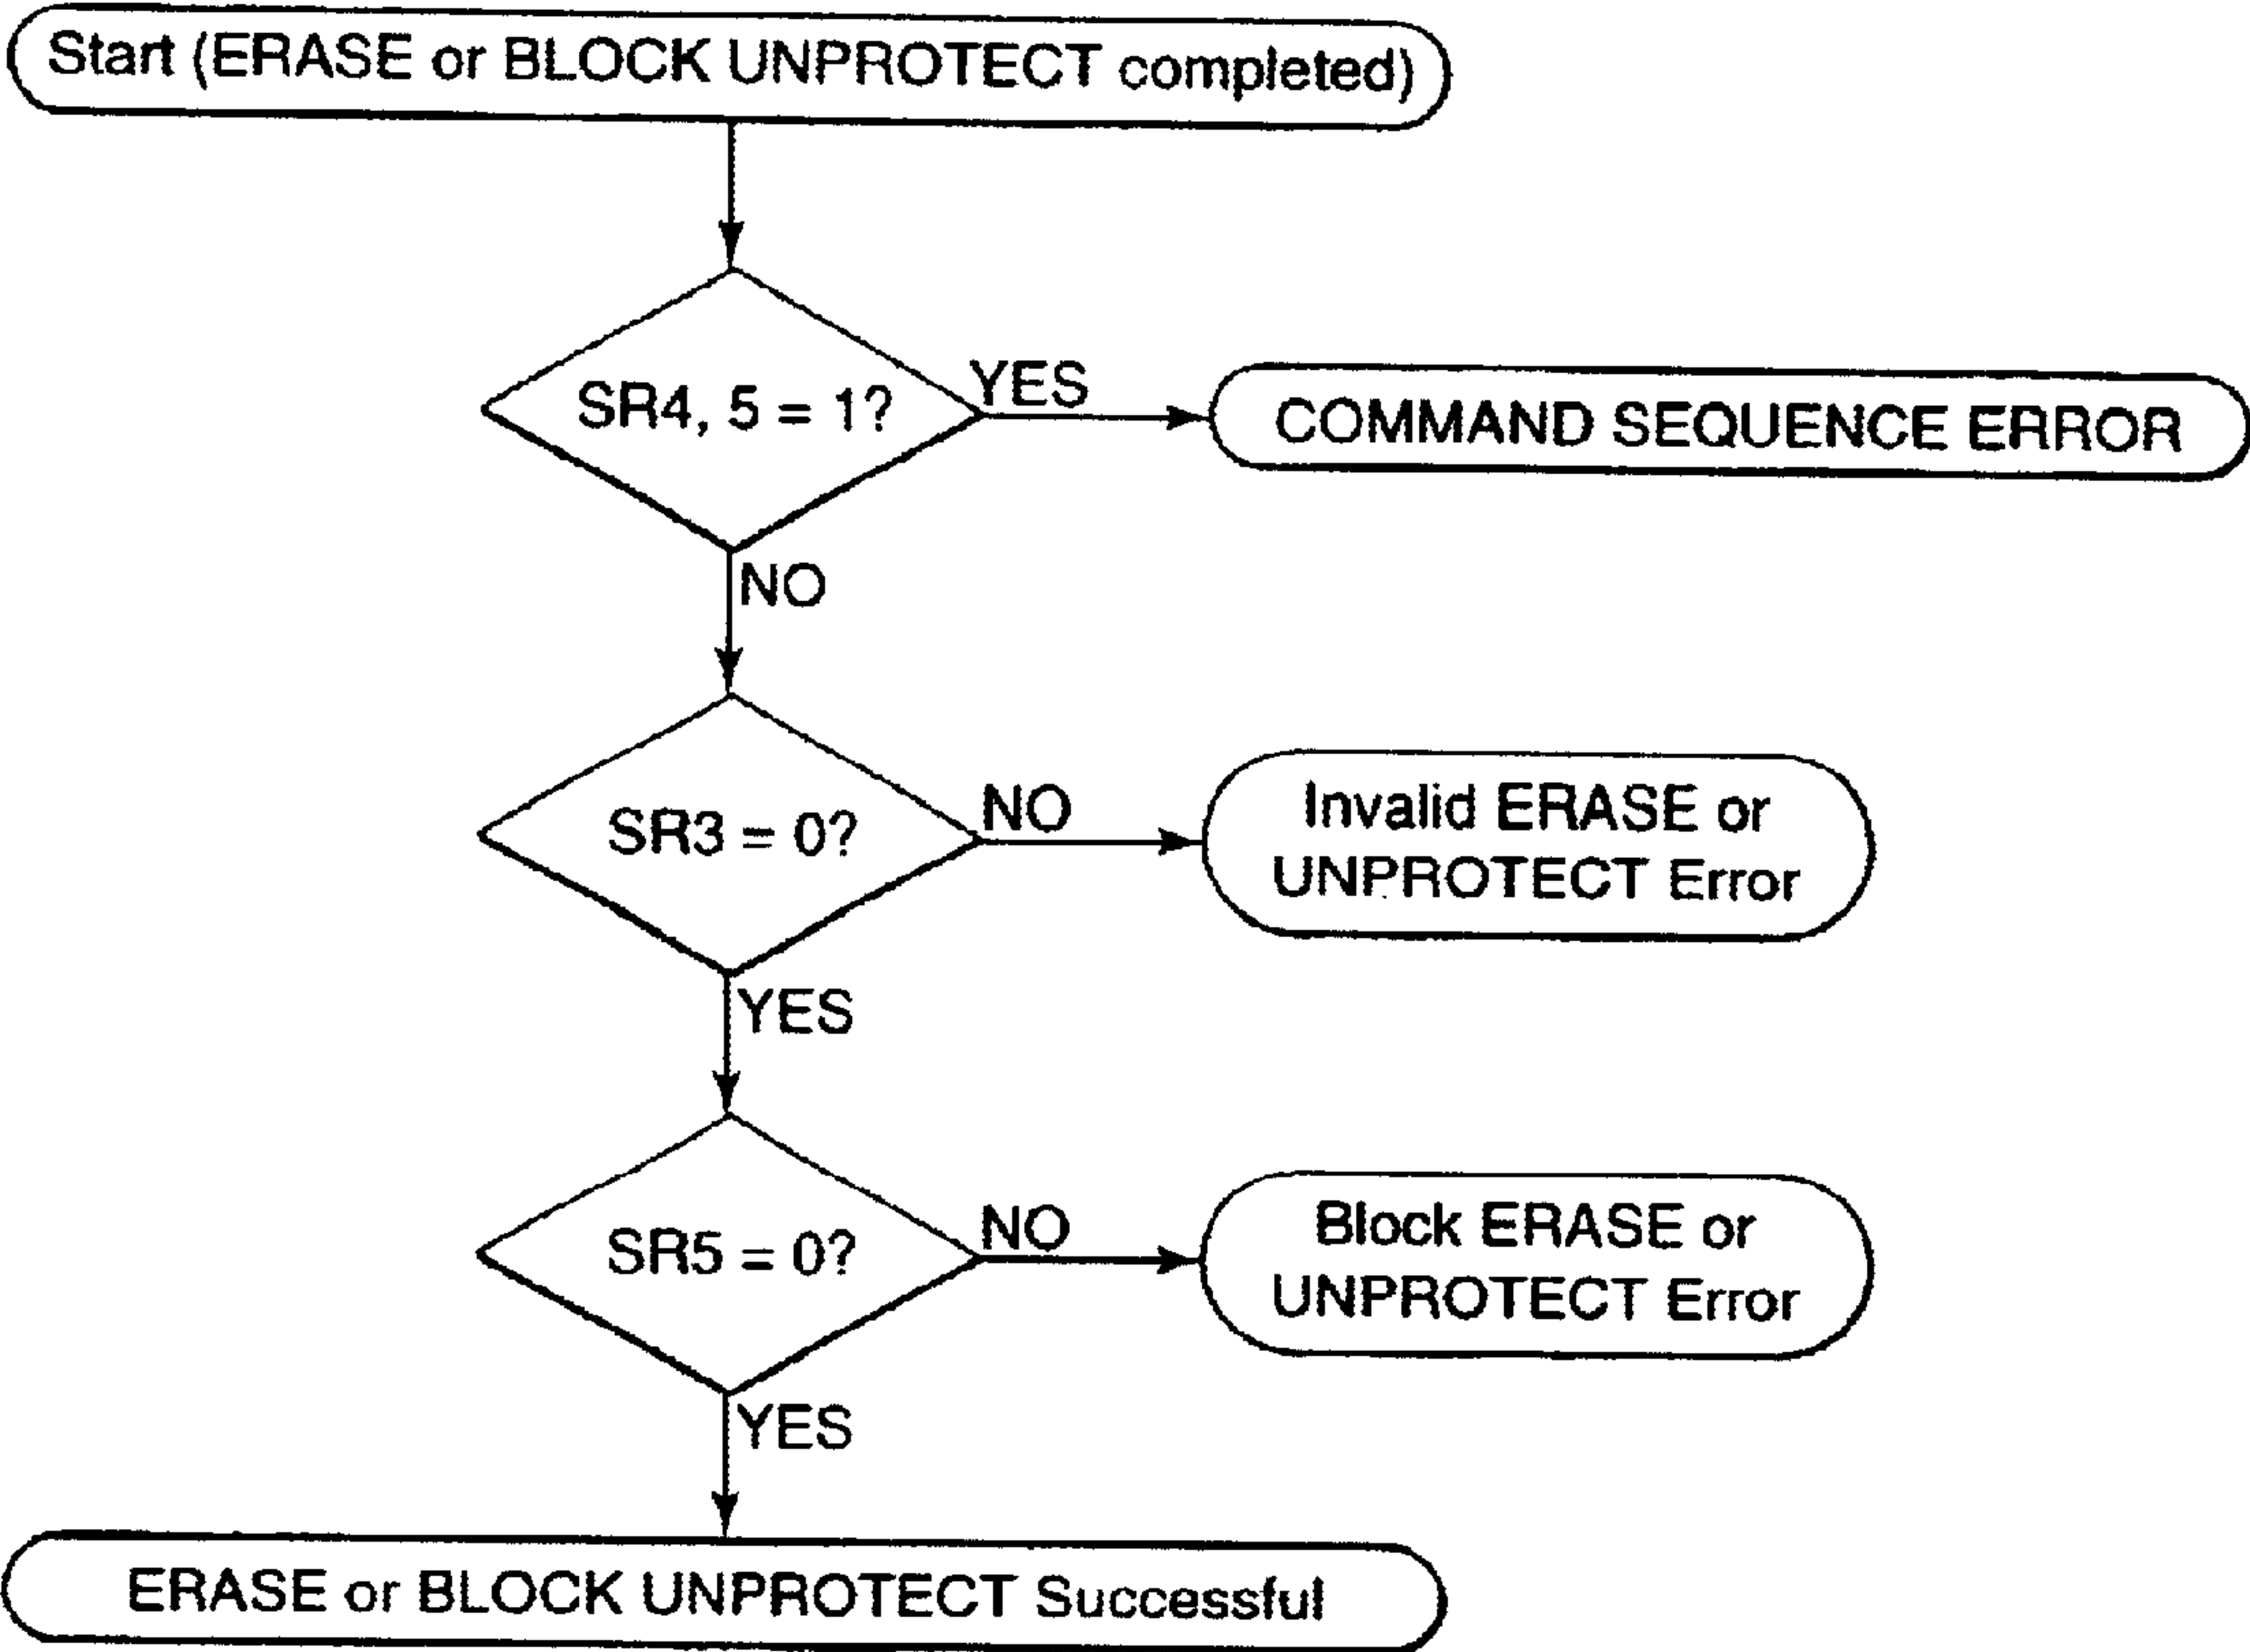 Start (ERASE or BLOCK UNPROTECT completed)
SR4, 5 = 1?
YES
COMMAND SEQUENCE ERROR
NO
SR3 = 0?
NO
Invalid ERASE or
UNPROTECT Error
YES
SR5 = 0?
NO
Block ERASE or
UNPROTECT Error
YES
ERASE or BLOCK UNPROTECT Successful